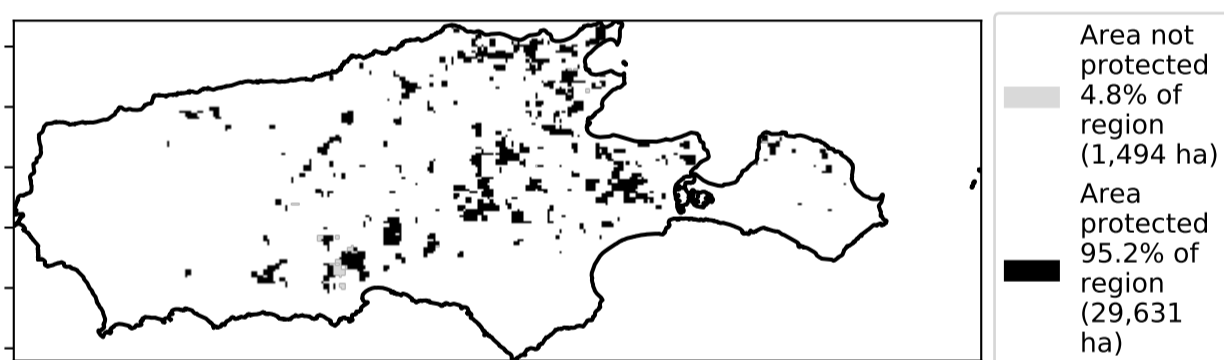 Area not
protected
4.8% of
region
(1,494 ha)
Area
protected
95.2% of
region
(29,631
ha)